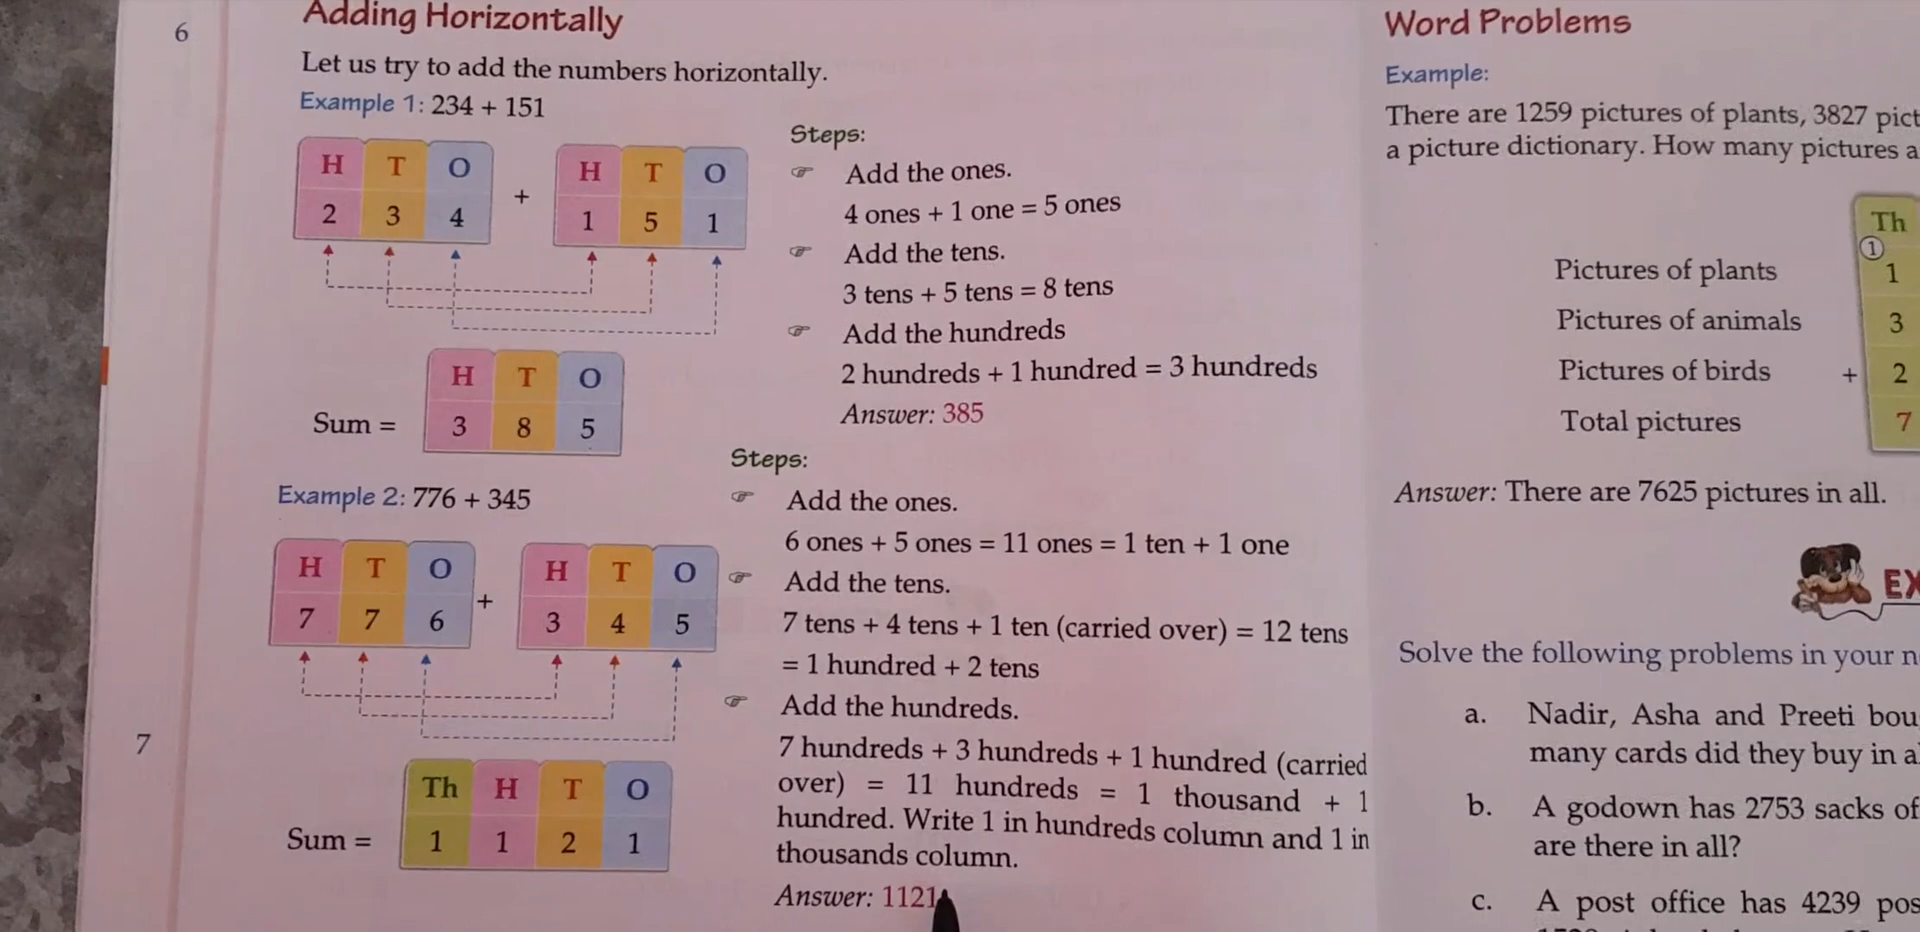 6
Adding Horizontally
Let us try to add the numbers horizontally.
Example 1: 234 + 151
H T O
2 3 4
+
H T O
1 5 1
Sum =
H T O
3 8 5
Steps:
Add the ones.
4 ones + 1 one = 5 ones
Add the tens.
3 tens + 5 tens = 8 tens
Add the hundreds
2 hundreds + 1 hundred = 3 hundreds
Answer: 385
Example 2: 776 + 345
H T O
7 7 6
+
H T O
3 4 5
7
Sum =
Th H T O
1 1 2 1
Steps:
Add the ones.
6 ones + 5 ones = 11 ones = 1 ten + 1 one
Add the tens.
7 tens + 4 tens + 1 ten (carried over) = 12 tens
= 1 hundred + 2 tens
Add the hundreds.
7 hundreds + 3 hundreds + 1 hundred (carried
over) = 11 hundreds = 1 thousand + 1
hundred. Write 1 in hundreds column and 1 in
thousands column.
Answer: 1121
Word Problems
Example:
There are 1259 pictures of plants, 3827
a picture dictionary. How many pictures
Th
1
Pictures of plants 1
Pictures of animals 3
Pictures of birds + 2
Total pictures 7
Answer: There are 7625 pictures in all.
Solve the following problems in your
a. Nadir, Asha and Preeti
many cards did they buy in
b. A godown has 2753 sacks of
are there in all?
c. A post office has 4239